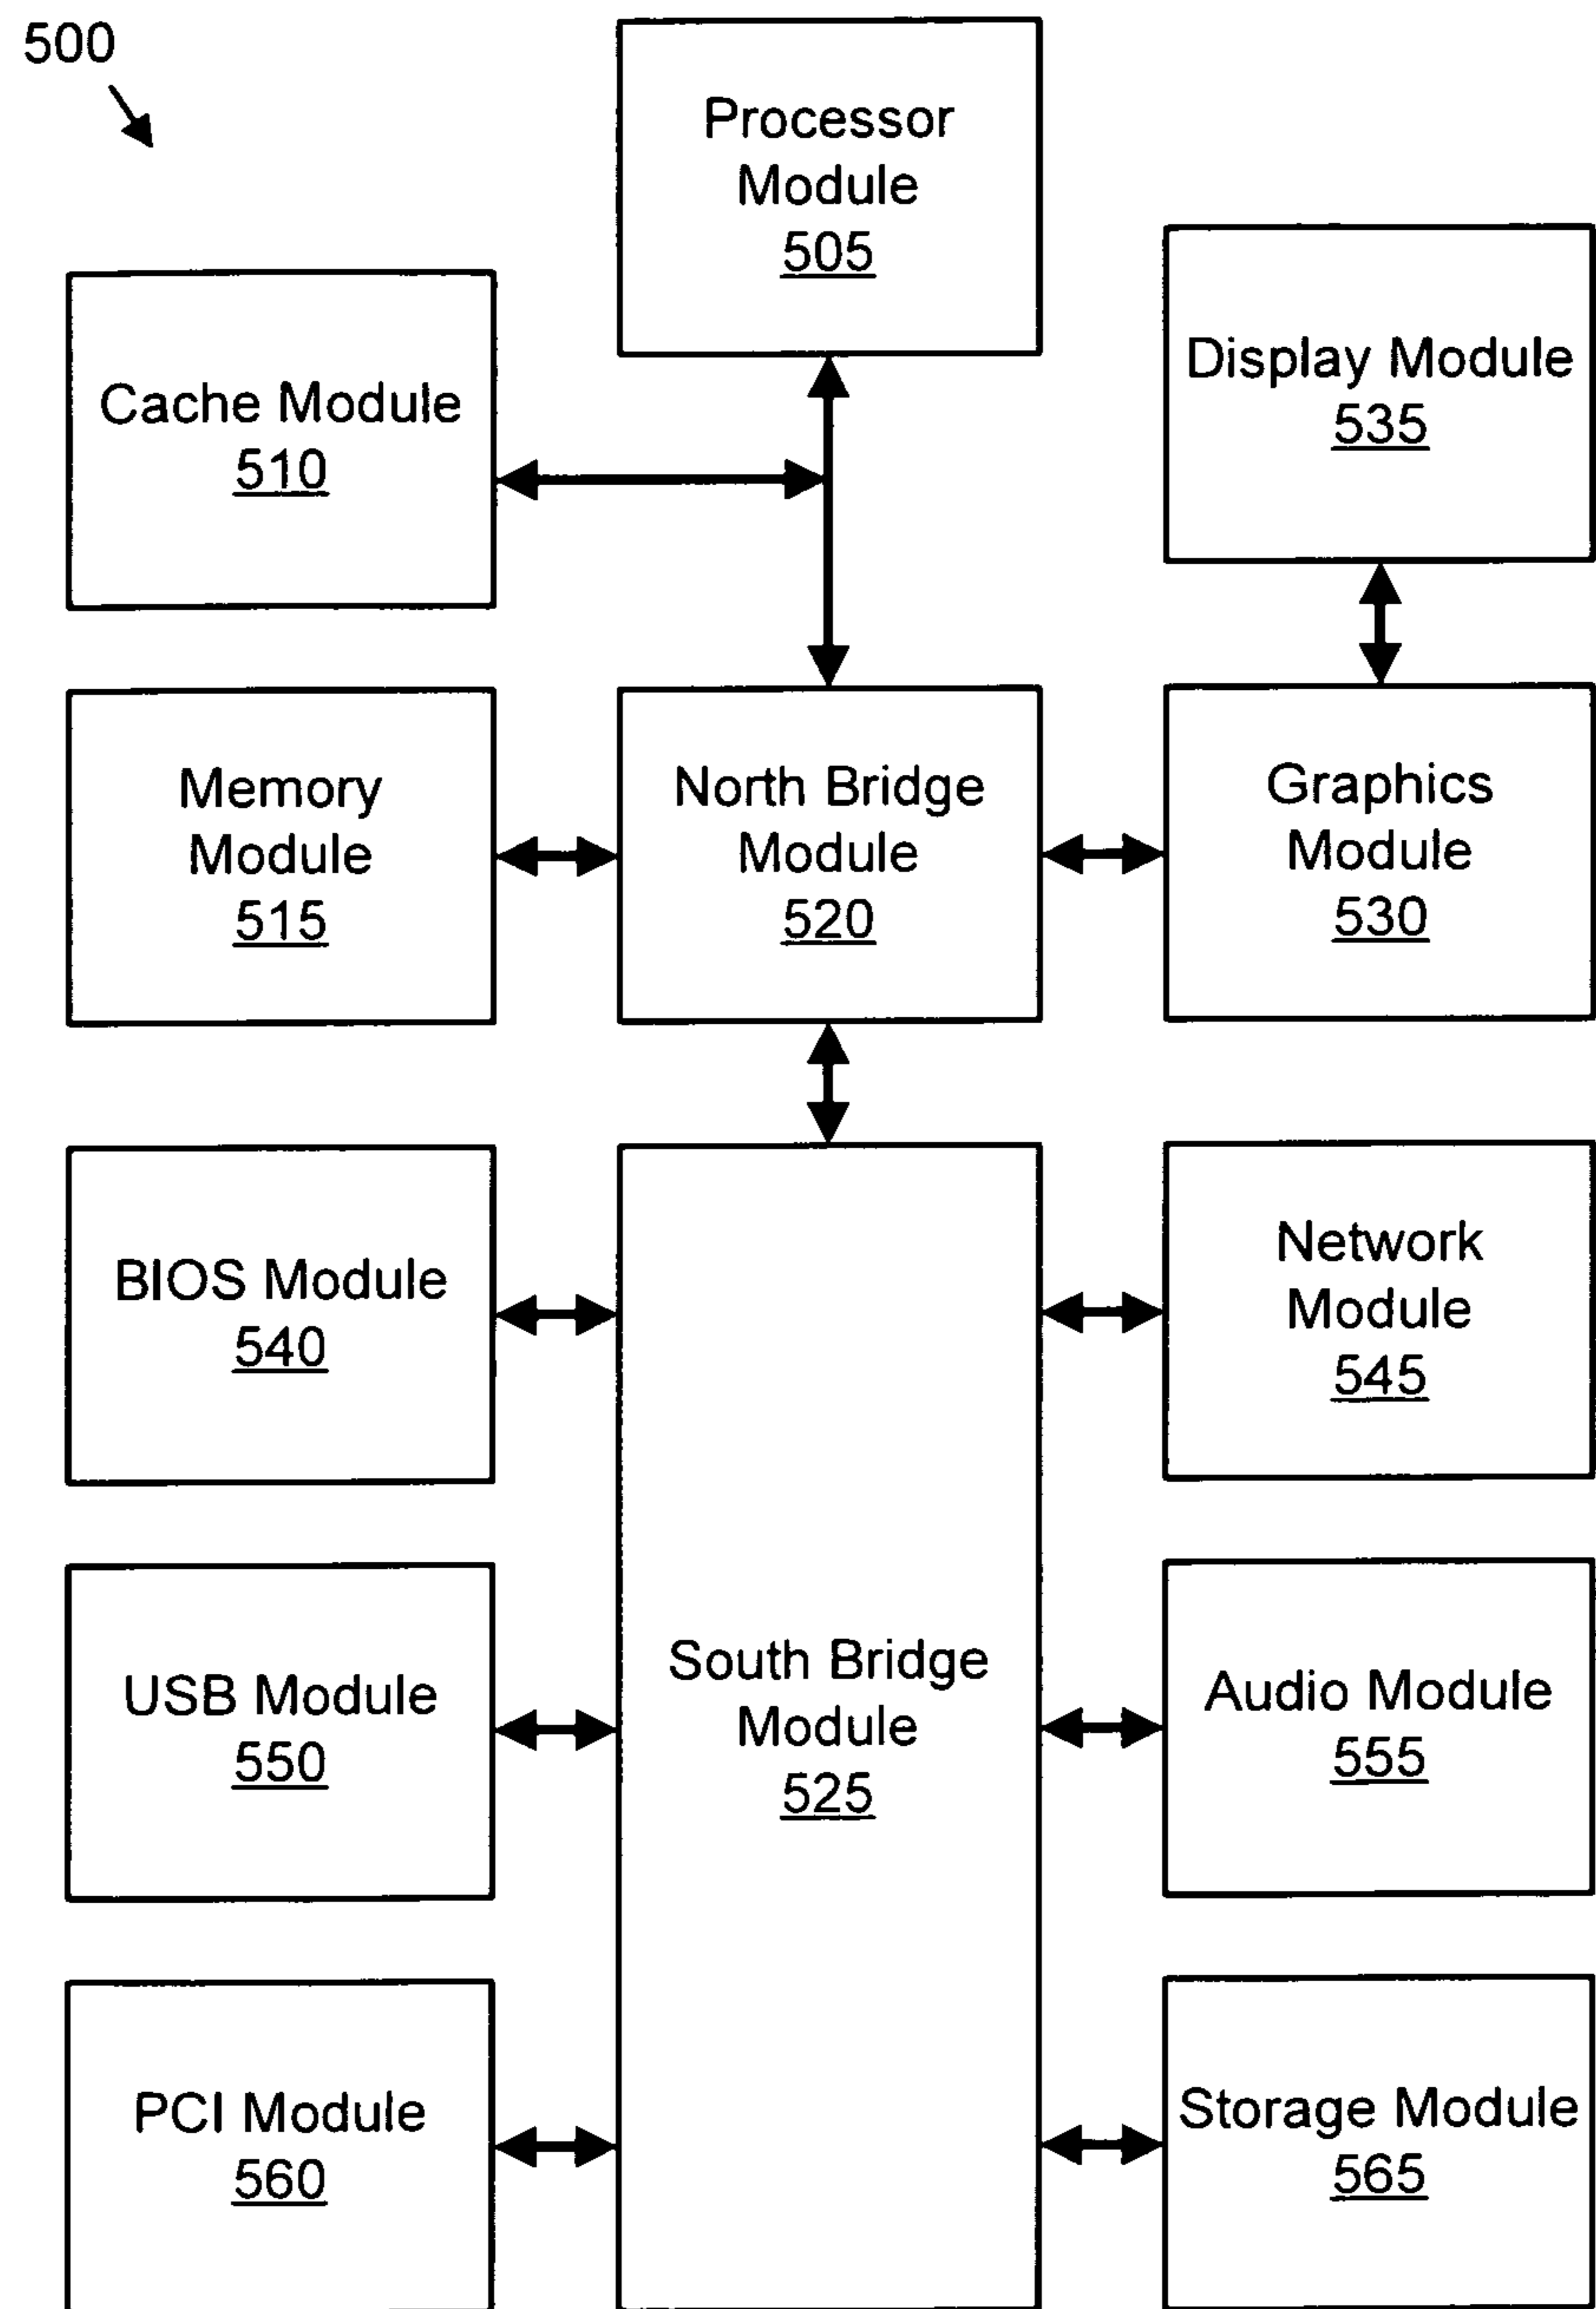 500
Processor
Module
505
Cache Module
510
Display Module
535
Memory
Module
515
North Bridge
Module
520
Graphics
Module
530
BIOS Module
540
Network
Module
545
USB Module
550
South Bridge
Module
525
Audio Module
555
PCI Module
560
Storage Module
565